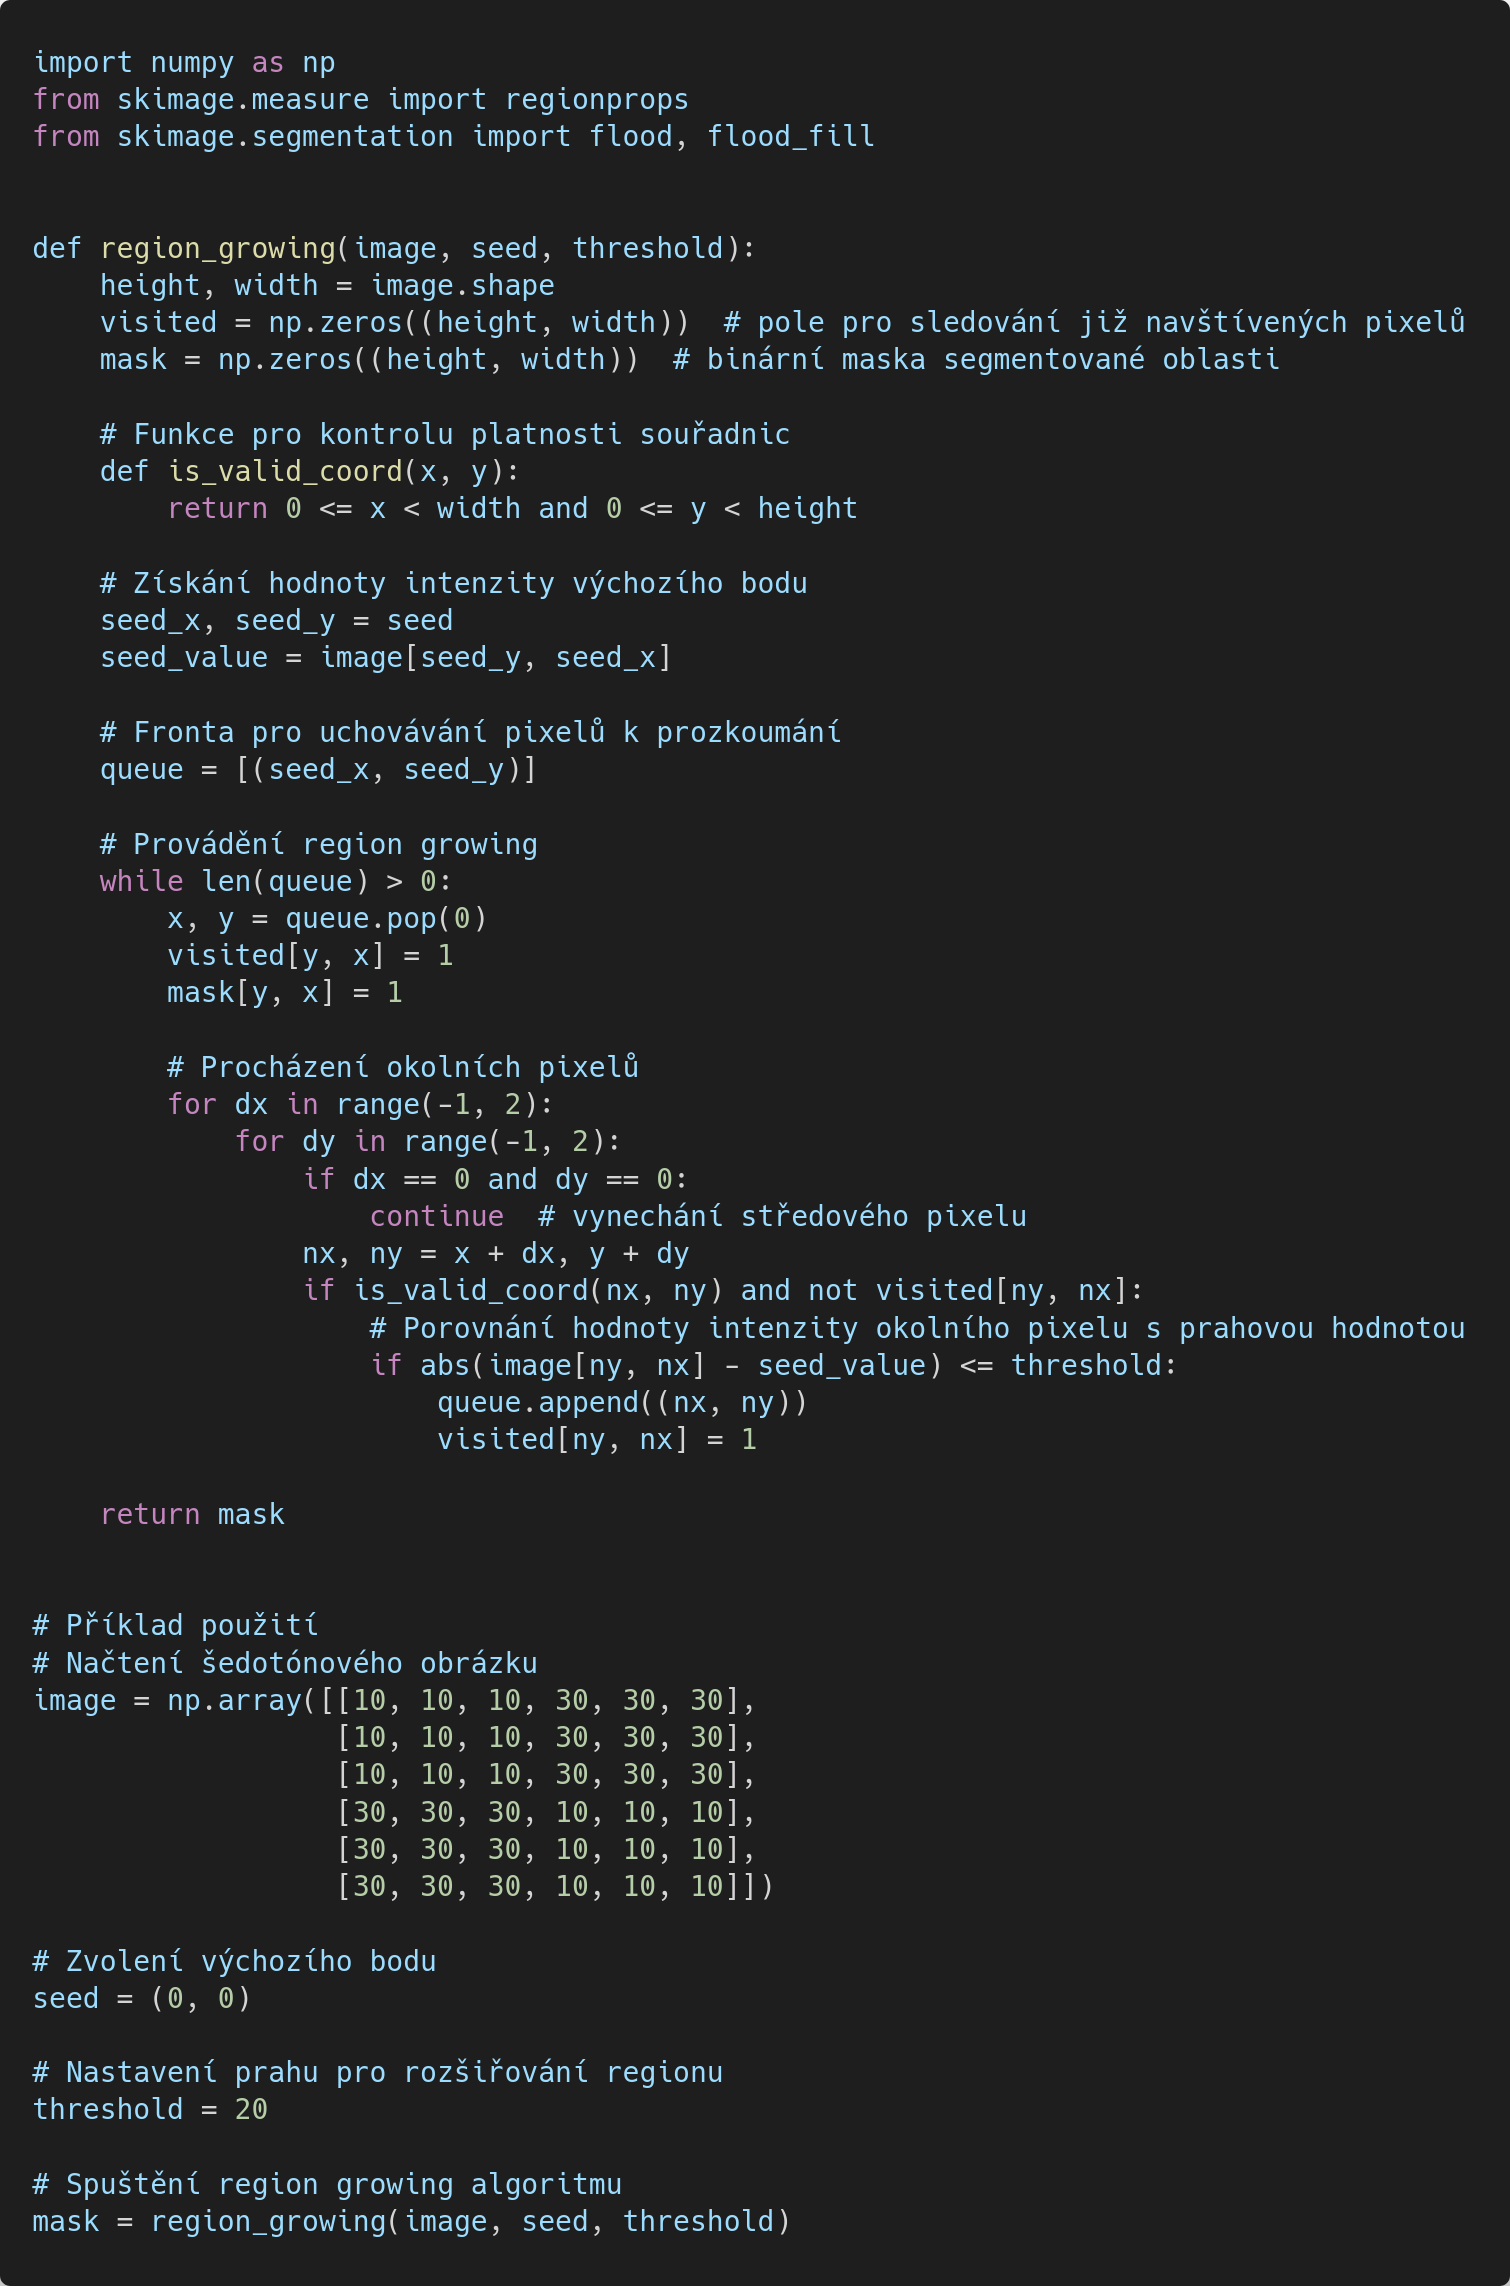 import numpy as np
from skimage.measure import regionprops
from skimage.segmentation import flood, flood_fill
def region_growing(image, seed, threshold):
    height, width = image.shape
    visited = np.zeros((height, width))  # pole pro sledování již navštívených pixelů
    mask = np.zeros((height, width))  # binární maska segmentované oblasti
    # Funkce pro kontrolu platnosti souřadnic
    def is_valid_coord(x, y):
        return 0 <= x < width and 0 <= y < height
    # Získání hodnoty intenzity výchozího bodu
    seed_x, seed_y = seed
    seed_value = image[seed_y, seed_x]
    # Fronta pro uchovávání pixelů k prozkoumání
    queue = [(seed_x, seed_y)]
    # Provádění region growing
    while len(queue) > 0:
        x, y = queue.pop(0)
        visited[y, x] = 1
        mask[y, x] = 1
        # Procházení okolních pixelů
        for dx in range(-1, 2):
            for dy in range(-1, 2):
                if dx == 0 and dy == 0:
                    continue  # vynechání středového pixelu
                nx, ny = x + dx, y + dy
                if is_valid_coord(nx, ny) and not visited[ny, nx]:
                    # Porovnání hodnoty intenzity okolního pixelu s prahovou hodnotou
                    if abs(image[ny, nx] - seed_value) <= threshold:
                        queue.append((nx, ny))
                        visited[ny, nx] = 1
    return mask
# Příklad použití
# Načtení šedotónového obrázku
image = np.array([[10, 10, 10, 30, 30, 30],
                  [10, 10, 10, 30, 30, 30],
                  [10, 10, 10, 30, 30, 30],
                  [30, 30, 30, 10, 10, 10],
                  [30, 30, 30, 10, 10, 10],
                  [30, 30, 30, 10, 10, 10]])
# Zvolení výchozího bodu
seed = (0, 0)
# Nastavení prahu pro rozšiřování regionu
threshold = 20
# Spuštění region growing algoritmu
mask = region_growing(image, seed, threshold)